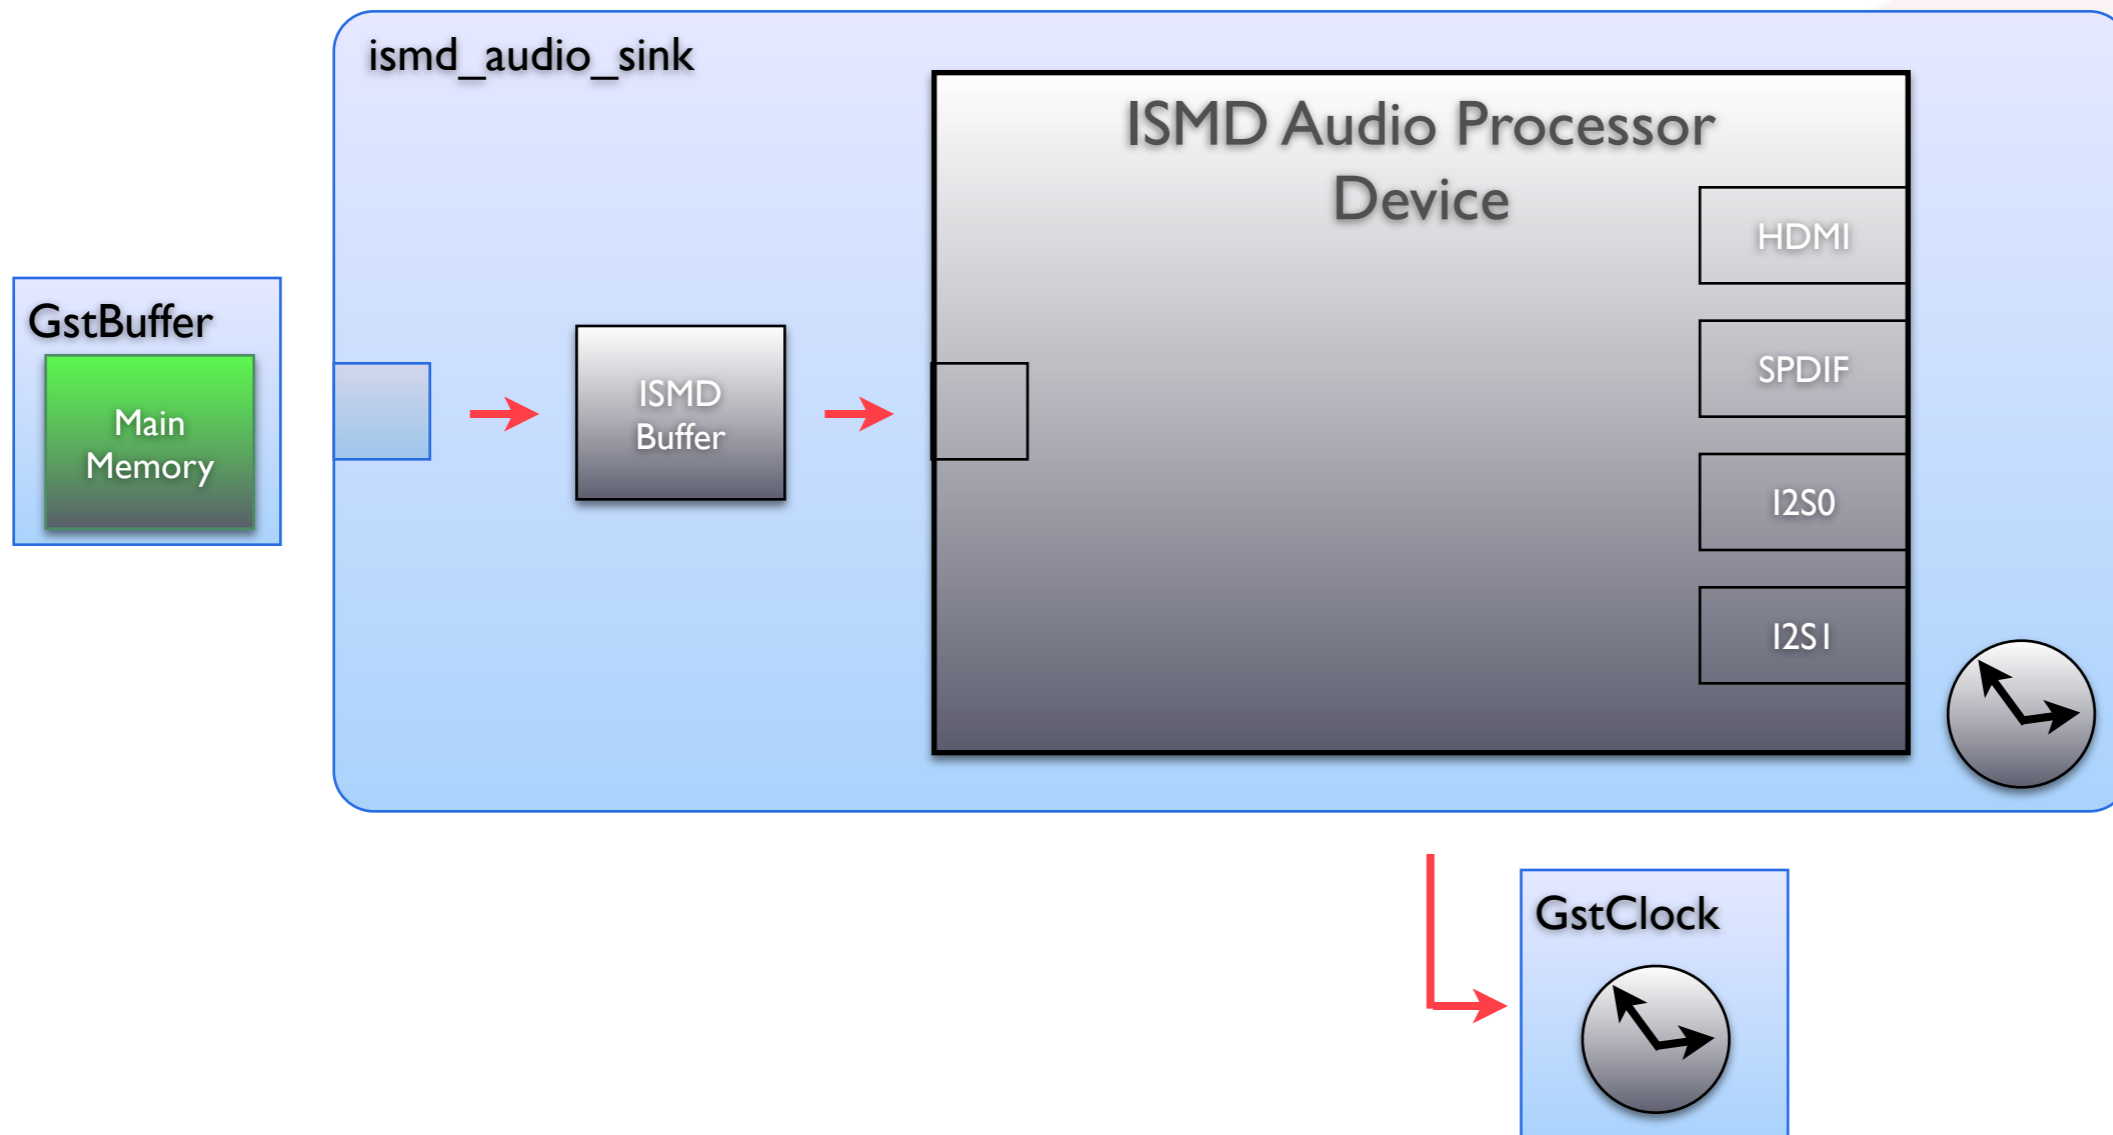 ismd_audio_sink
ISMD Audio Processor
Device
HDMI
GstBuffer
SPDIF
ISMD
Buffer
Main
Memory
I2S0
I2S1
GstClock